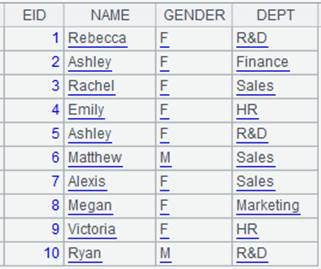 EID NAME GENDER DEPT
1 Rebecca F R&D
2 Ashley F Finance
3 Rachel F Sales
4 Emily F HR
5 Ashley F R&D
6 Matthew M Sales
7 Alexis F Sales
8 Megan F Marketing
9 Victoria F HR
10 Ryan M R&D